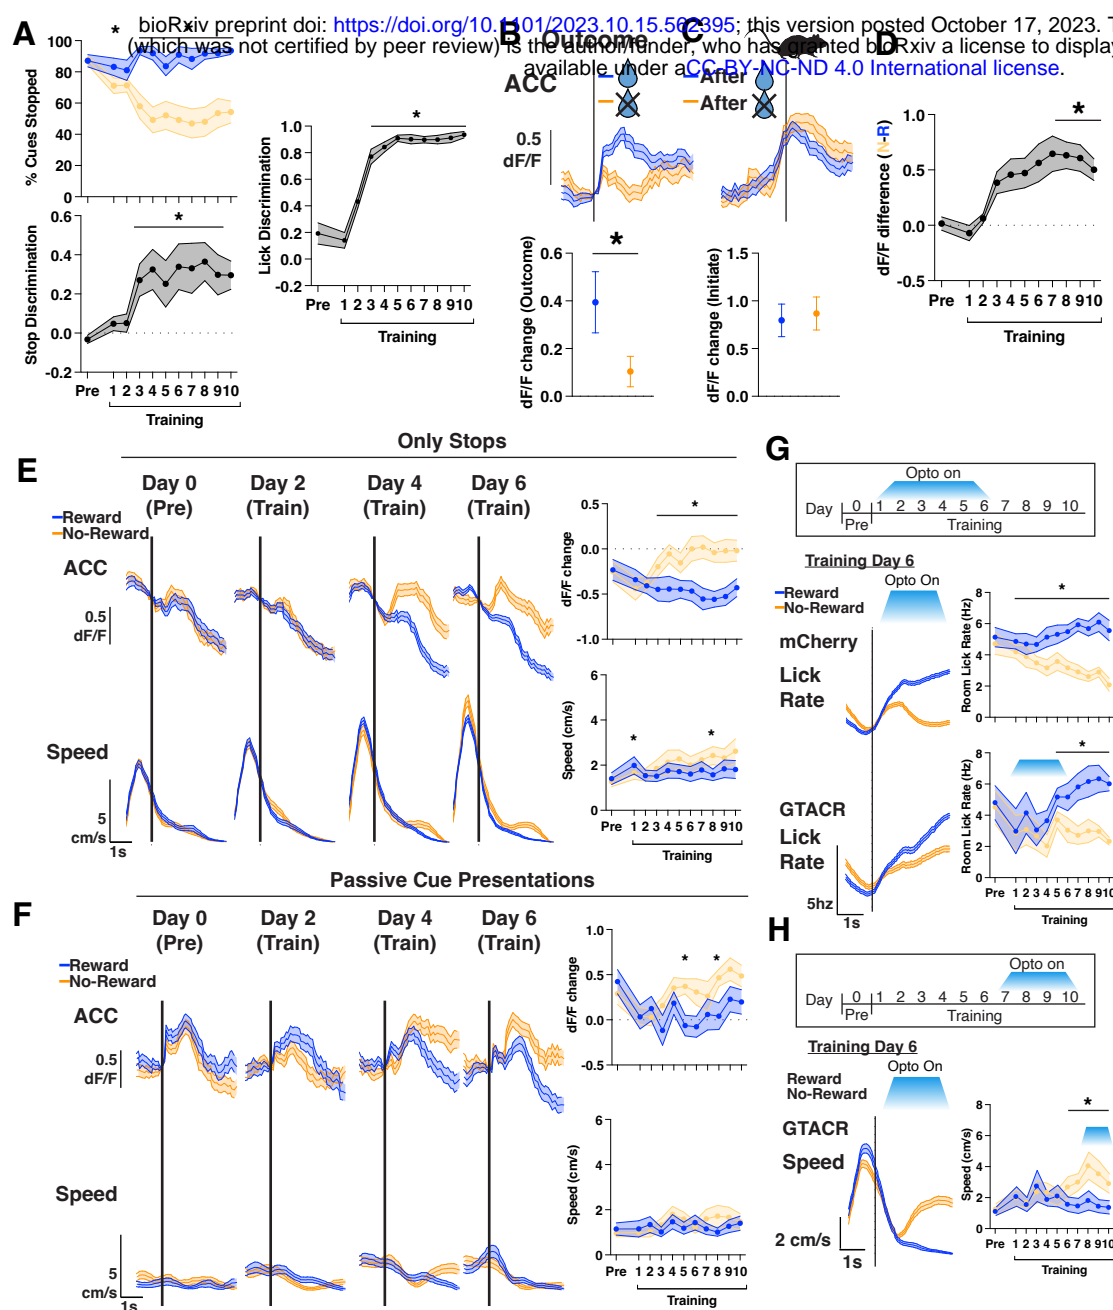 bioRxiv preprint doi: https://doi.org/10.1101/2023.10.15.562395; this version posted October 17, 2023. T
(which was not certified by peer review) is the author/funder, who has granted bioRxiv a license to display
available under a CC-BY-NC-ND 4.0 International license.
A
*
*
% Cues Stopped
100
80
60
40
20
0
Stop Discrimination
*
0.6
0.4
0.2
0.0
-0.2
Pre 1 2 3 4 5 6 7 8 9 10
Training
Lick Discrimination
*
1.0
0.8
0.6
0.4
0.2
0.0
-0.2
Pre 1 2 3 4 5 6 7 8 9 10
Training
B
Outcome
ACC
0.5
dF/F
*
dF/F change (Outcome)
0.6
0.4
0.2
0.0
C
After
After
dF/F change (Initiate)
1.5
1.0
0.5
0.0
D
*
dF/F difference (N-R)
1.0
0.5
0.0
-0.5
Pre 1 2 3 4 5 6 7 8 9 10
Training
E
Only Stops
Day 0
(Pre)
Day 2
(Train)
Day 4
(Train)
Day 6
(Train)
Reward
No-Reward
ACC
0.5
dF/F
Speed
5
cm/s
1s
dF/F change
*
0.5
0.0
-0.5
-1.0
Speed (cm/s)
*
*
6
4
2
0
Pre 1 2 3 4 5 6 7 8 9 10
Training
F
Passive Cue Presentations
Day 0
(Pre)
Day 2
(Train)
Day 4
(Train)
Day 6
(Train)
Reward
No-Reward
ACC
0.5
dF/F
Speed
5
cm/s
1s
dF/F change
*
*
1.0
0.5
0.0
-0.5
Speed (cm/s)
6
4
2
0
Pre 1 2 3 4 5 6 7 8 9 10
Training
G
Opto on
Day 0 1 2 3 4 5 6 7 8 9 10
Pre Training
Training Day 6
Reward
No-Reward
Opto On
mCherry
Lick
Rate
GTACR
Lick
Rate
5hz
1s
Room Lick Rate (Hz)
*
8
6
4
2
0
Room Lick Rate (Hz)
*
8
6
4
2
0
Pre 1 2 3 4 5 6 7 8 9 10
Training
H
Opto on
Day 0 1 2 3 4 5 6 7 8 9 10
Pre Training
Training Day 6
Reward
No-Reward
Opto On
GTACR
Speed
2 cm/s
1s
Speed (cm/s)
*
8
6
4
2
0
Pre 1 2 3 4 5 6 7 8 9 10
Training